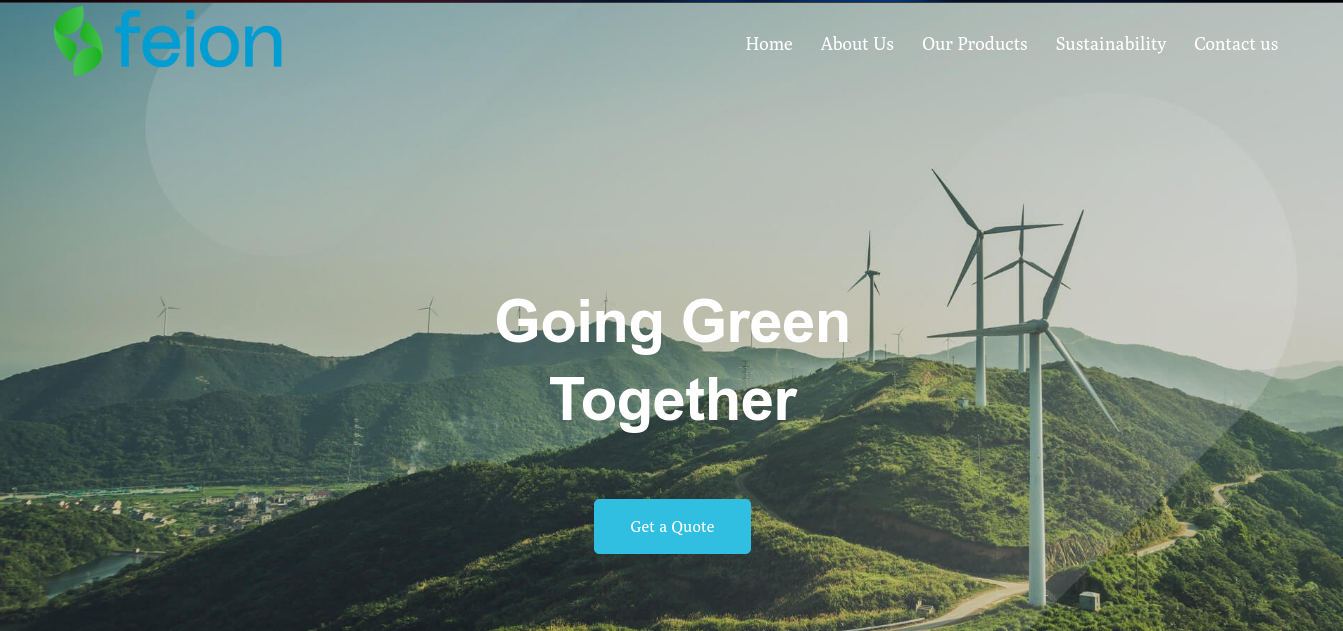 feion
Home About Us Our Products Sustainability Contact us
Going Green
Together
Get a Quote